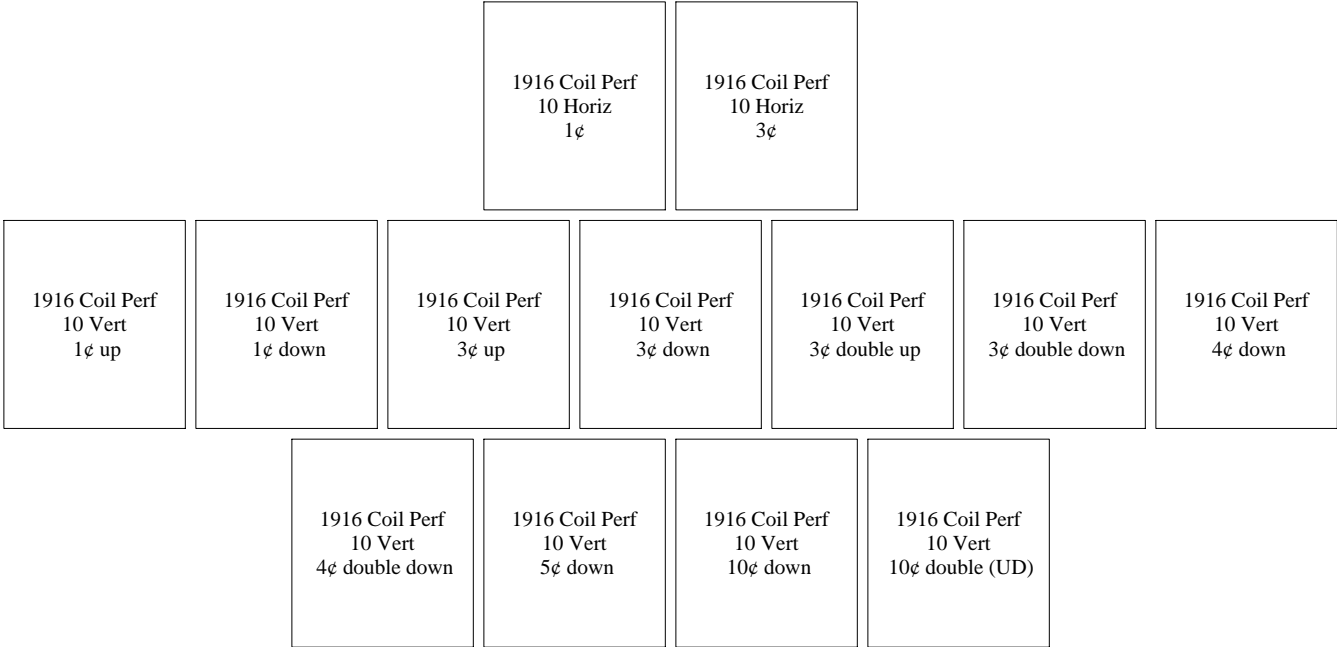 1916 Coil Perf
10 Horiz
1¢
1916 Coil Perf
10 Horiz
3¢
1916 Coil Perf
10 Vert
1¢ up
1916 Coil Perf
10 Vert
1¢ down
1916 Coil Perf
10 Vert
3¢ up
1916 Coil Perf
10 Vert
3¢ down
1916 Coil Perf
10 Vert
3¢ double up
1916 Coil Perf
10 Vert
3¢ double down
1916 Coil Perf
10 Vert
4¢ down
1916 Coil Perf
10 Vert
4¢ double down
1916 Coil Perf
10 Vert
5¢ down
1916 Coil Perf
10 Vert
10¢ down
1916 Coil Perf
10 Vert
10¢ double (UD)